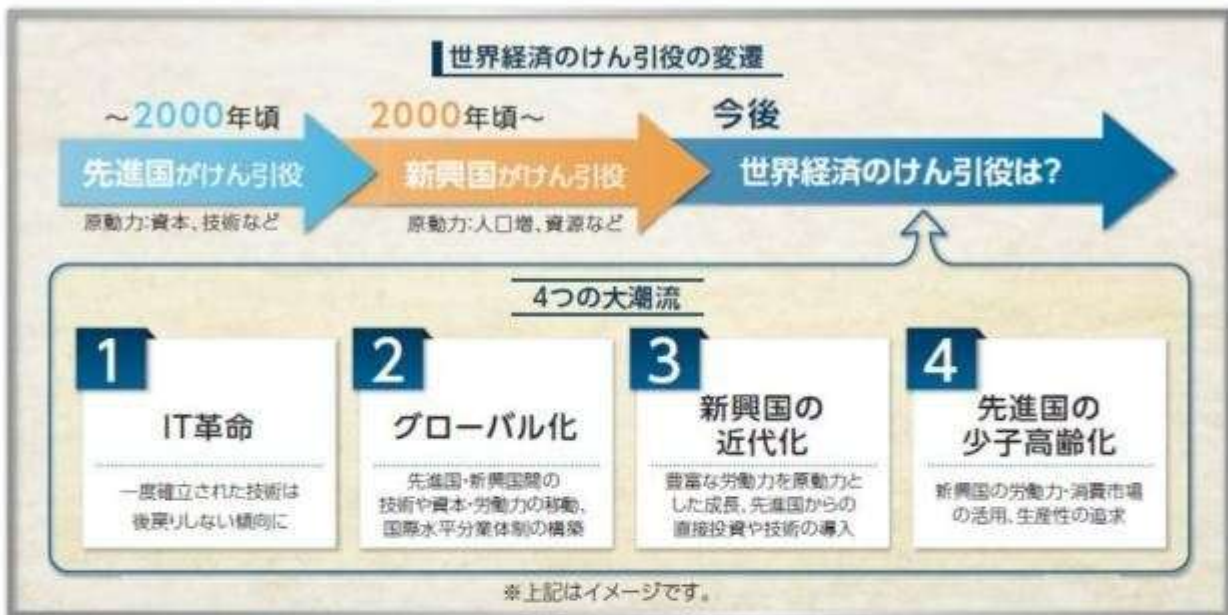 世界経済のけん引役の変遷
～2000年頃
2000年頃～
今後
先進国がけん引役
新興国がけん引役
世界経済のけん引役は?
原動力:資本、技術など
原動力:人口増、資源など
4つの大潮流
1
IT革命
一度確立された技術は
後戻りしない傾向に
2
グローバル化
先進国・新興国間の
技術や資本・労働力の移動、
国際水平分業体制の構築
3
新興国の
近代化
豊富な労働力を原動力と
した成長、先進国からの
直接投資や技術の導入
4
先進国の
少子高齢化
新興国の労働力・消費市場
の活用、生産性の追求
※上記はイメージです。